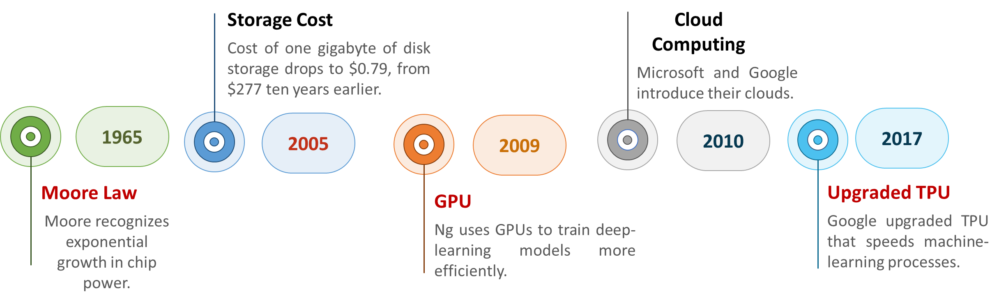 1965
Moore Law
Moore recognizes
exponential
growth in chip
power.
Storage Cost
Cost of one gigabyte of disk
storage drops to $0.79, from
$277 ten years earlier.
2005
2009
GPU
Ng uses GPUs to train deep-
learning models more
efficiently.
Cloud
Computing
Microsoft and Google
introduce their clouds.
2010
2017
Upgraded TPU
Google upgraded TPU
that speeds machine-
learning processes.